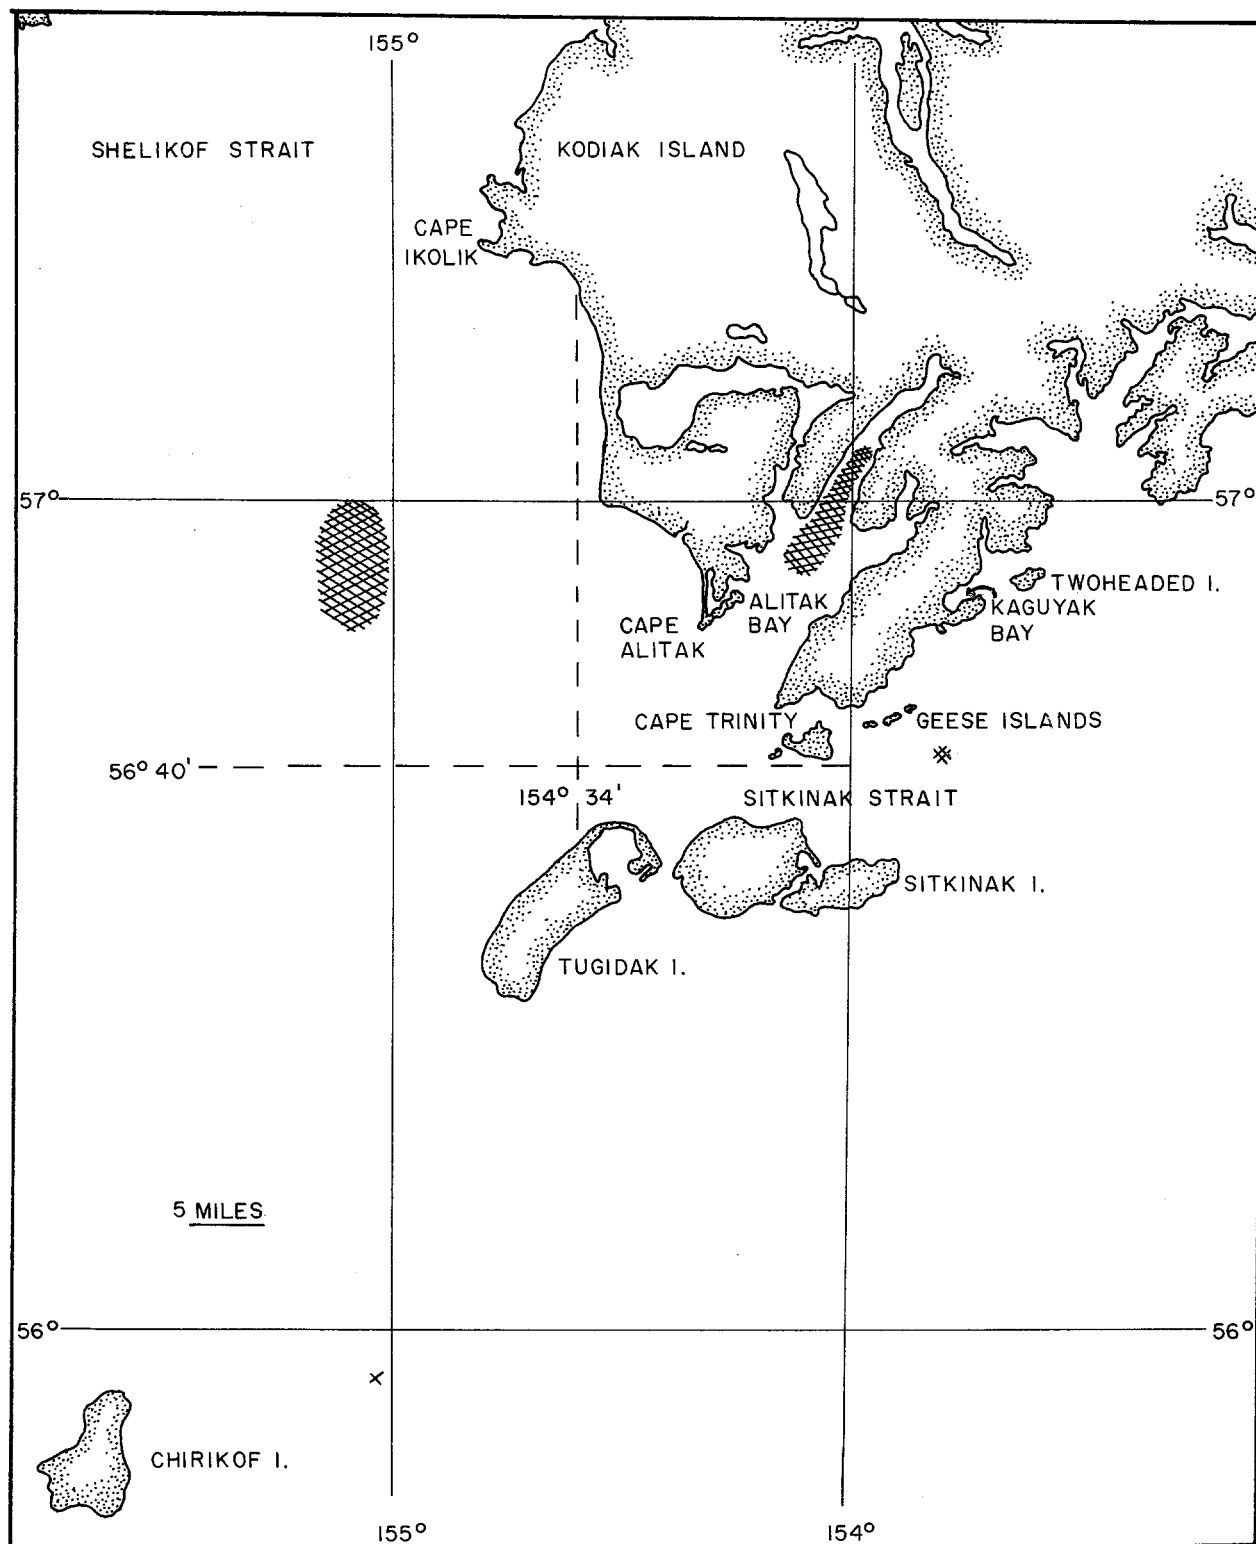 155°
SHELIKOF STRAIT
KODIAK ISLAND
CAPE
IKOLIK
57°
57°
TWOHEADED I.
ALITAK
BAY
KAGUYAK
BAY
CAPE
ALITAK
CAPE TRINITY
GEESE ISLANDS
56° 40'
154° 34'
SITKINAK STRAIT
SITKINAK I.
TUGIDAK I.
5 MILES
56°
56°
CHIRIKOF I.
155°
154°